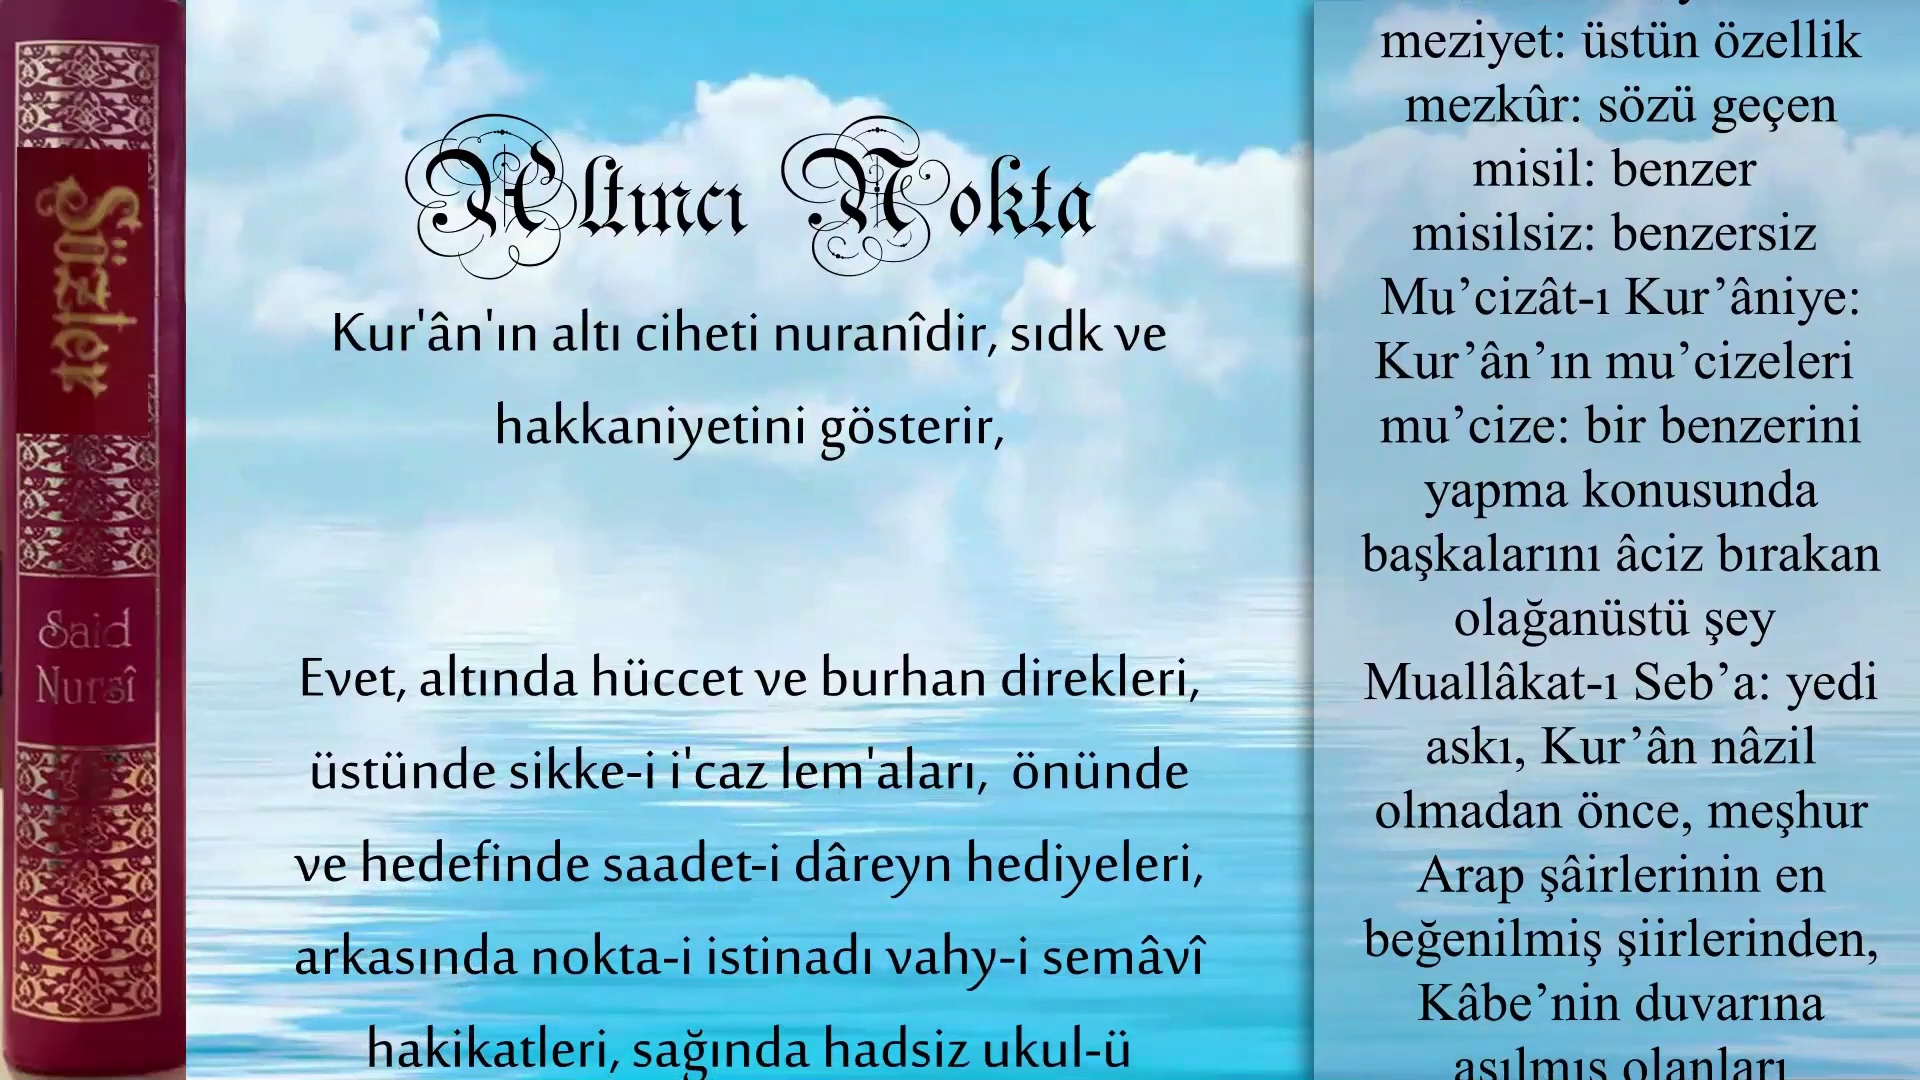 Sözler
Said
Nursî
Altıncı Nokta
Kur'ân'ın altı ciheti nuranîdir, sıdk ve
hakkaniyetini gösterir,
Evet, altında hüccet ve burhan direkleri,
üstünde sikke-i i'caz lem'aları, önünde
ve hedefinde saadet-i dâreyn hediyeleri,
arkasında nokta-i istinadı vahy-i semâvî
hakikatleri, sağında hadsiz ukul-ü
meziyet: üstün özellik
mezkûr: sözü geçen
misil: benzer
misilsiz: benzersiz
Mu’cizât-ı Kur’âniye:
Kur’ân’ın mu’cizeleri
mu’cize: bir benzerini
yapma konusunda
başkalarını âciz bırakan
olağanüstü şey
Muallâkat-ı Seb’a: yedi
askı, Kur’ân nâzil
olmadan önce, meşhur
Arap şâirlerinin en
beğenilmiş şiirlerinden,
Kâbe’nin duvarına
asılmış olanları